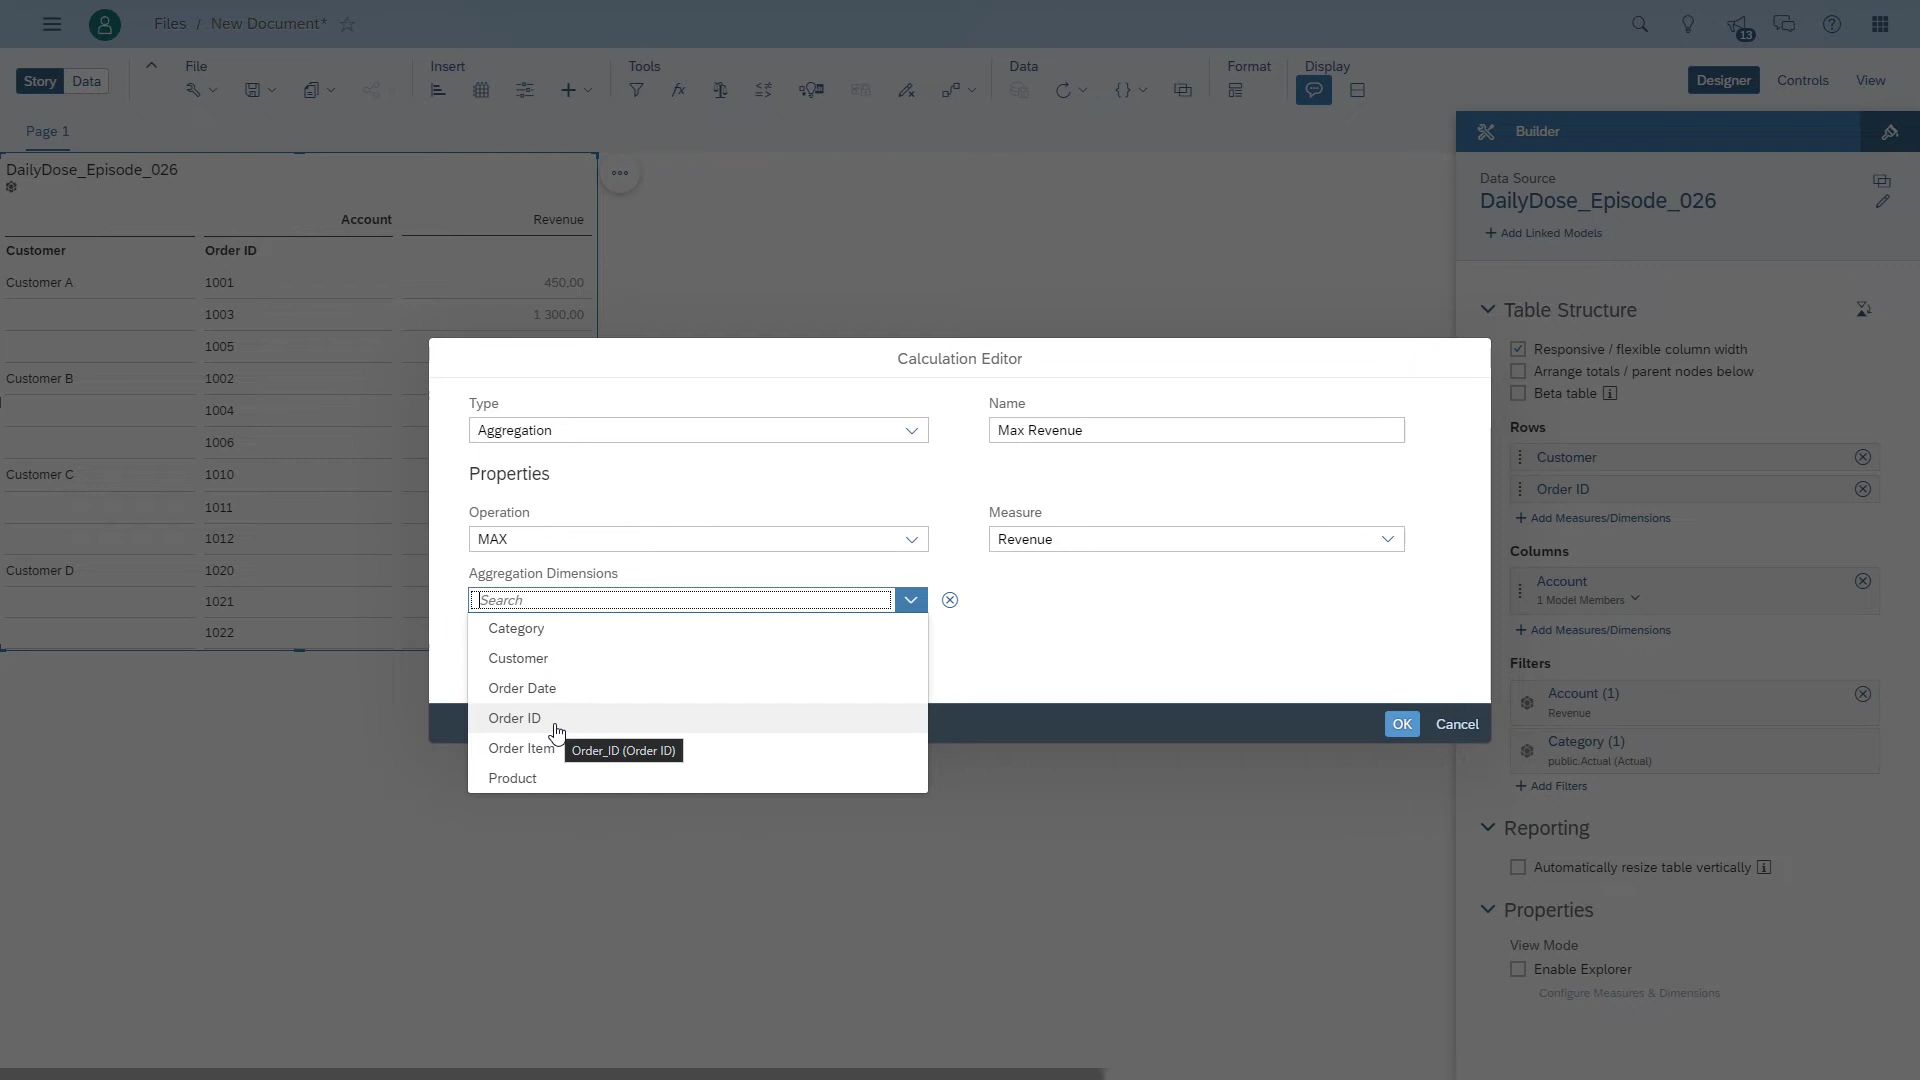 Files / New Document*
13
Story Data
File
Insert
Tools
Data
Format
Display
Designer Controls View
Page 1
DailyDose_Episode_026
Account Revenue
Customer Order ID
Customer A 1001 450,00
1003 1 300,00
1005
Customer B 1002
1004
1006
Customer C 1010
1011
1012
Customer D 1020
1021
1022
Calculation Editor
Type
Aggregation
Name
Max Revenue
Properties
Operation
MAX
Measure
Revenue
Aggregation Dimensions
Search
Category
Customer
Order Date
Order ID
Order Item
Order_ID (Order ID)
Product
OK Cancel
Builder
Data Source
DailyDose_Episode_026
+ Add Linked Models
Table Structure
Responsive / flexible column width
Arrange totals / parent nodes below
Beta table
Rows
Customer
Order ID
+ Add Measures/Dimensions
Columns
Account
1 Model Members
+ Add Measures/Dimensions
Filters
Account (1)
Revenue
Category (1)
public.Actual (Actual)
+ Add Filters
Reporting
Automatically resize table vertically
Properties
View Mode
Enable Explorer
Configure Measures & Dimensions